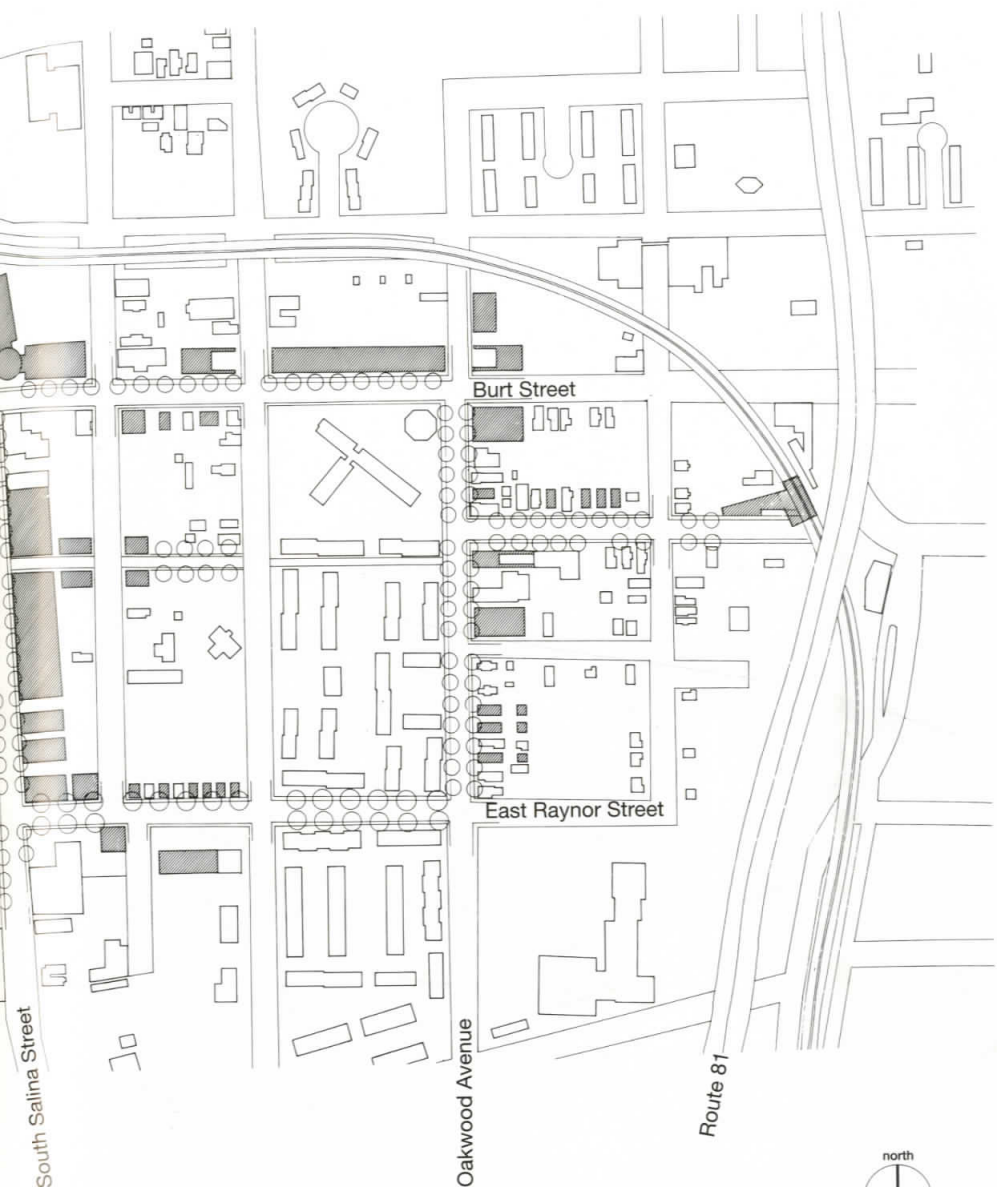 Burt Street
East Raynor Street
South Salina Street
Oakwood Avenue
Route 81
north